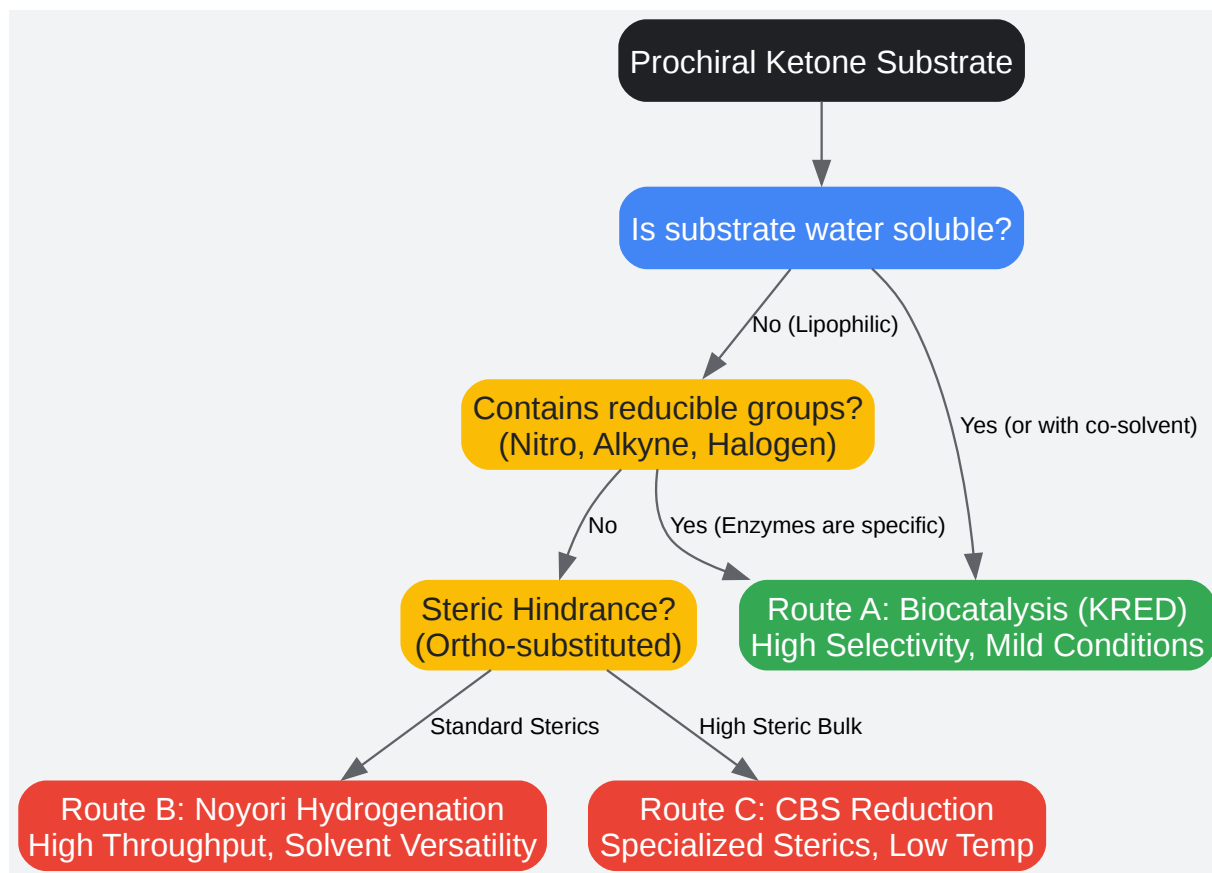 Prochiral Ketone Substrate
Is substrate water soluble?
No (Lipophilic)
Contains reducible groups?
(Nitro, Alkyne, Halogen)
Yes (or with co-solvent)
No
Yes (Enzymes are specific)
Steric Hindrance?
(Ortho-substituted)
Route A: Biocatalysis (KRED)
High Selectivity, Mild Conditions
Standard Sterics
High Steric Bulk
Route B: Noyori Hydrogenation
High Throughput, Solvent Versatility
Route C: CBS Reduction
Specialized Sterics, Low Temp